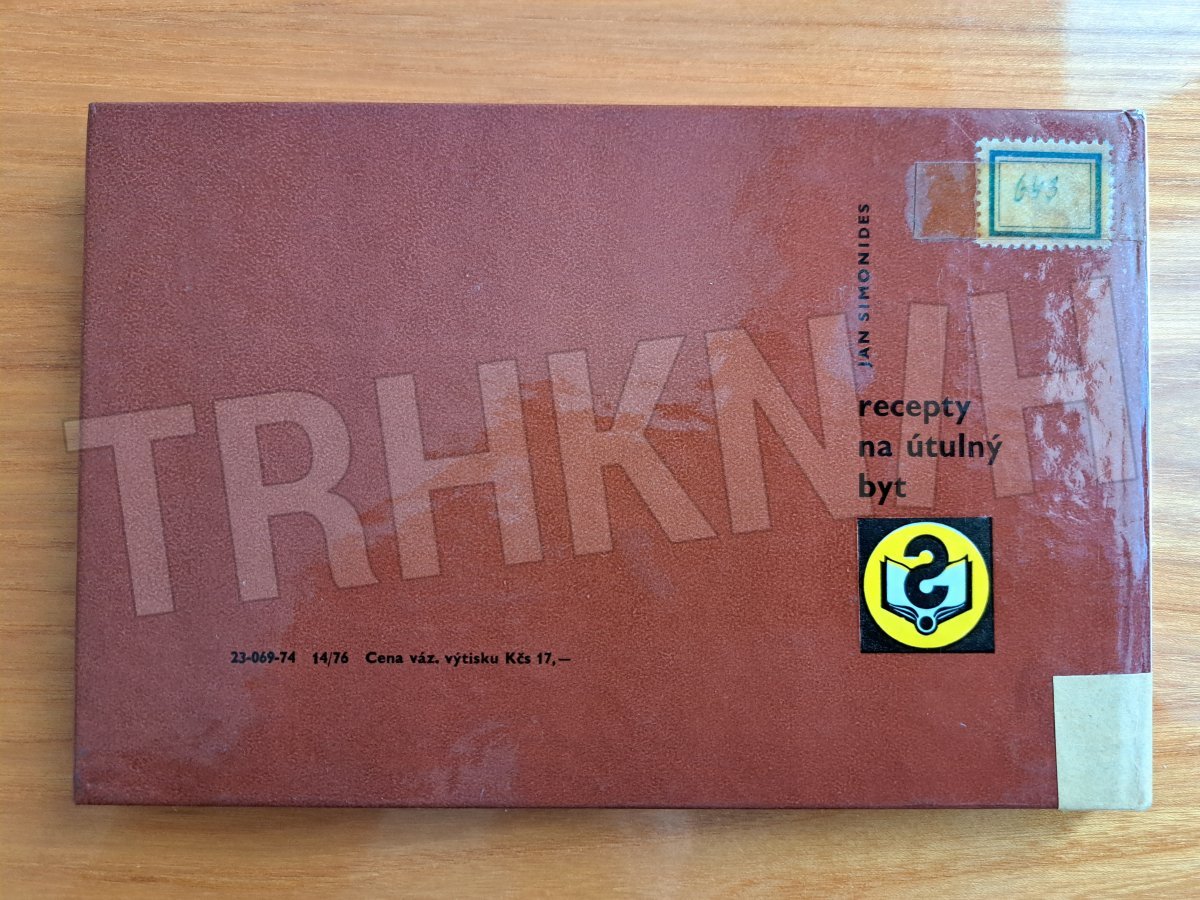 643
JAN SIMONIDES
recepty
na útulný
byt
23-069-74 14/76 Cena váz. výtisku Kčs 17,—
TRHKNIH